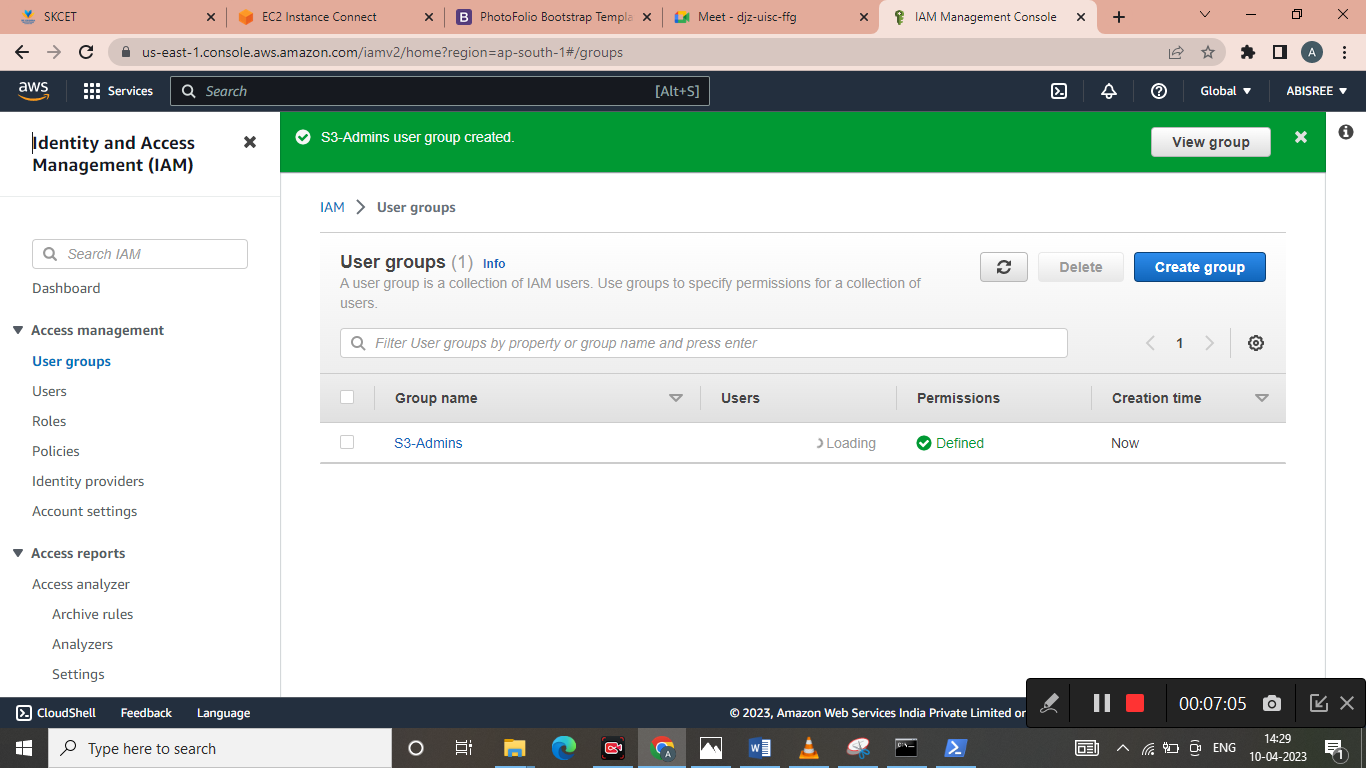 SKCET
EC2 Instance Connect
PhotoFolio Bootstrap Templa
Meet - djz-uisc-ffg
IAM Management Console
us-east-1.console.aws.amazon.com/iamv2/home?region=ap-south-1#/groups
A
aws
Services
Search
[Alt+S]
Global
ABISREE
Identity and Access
Management (IAM)
Search IAM
Dashboard
Access management
User groups
Users
Roles
Policies
Identity providers
Account settings
Access reports
Access analyzer
Archive rules
Analyzers
Settings
S3-Admins user group created.
View group
IAM
User groups
User groups (1) Info
A user group is a collection of IAM users. Use groups to specify permissions for a collection of
users.
Delete
Create group
Filter User groups by property or group name and press enter
1
Group name
Users
Permissions
Creation time
S3-Admins
Loading
Defined
Now
00:07:05
CloudShell
Feedback
Language
© 2023, Amazon Web Services India Private Limited or
Type here to search
ENG
14:29
10-04-2023
1